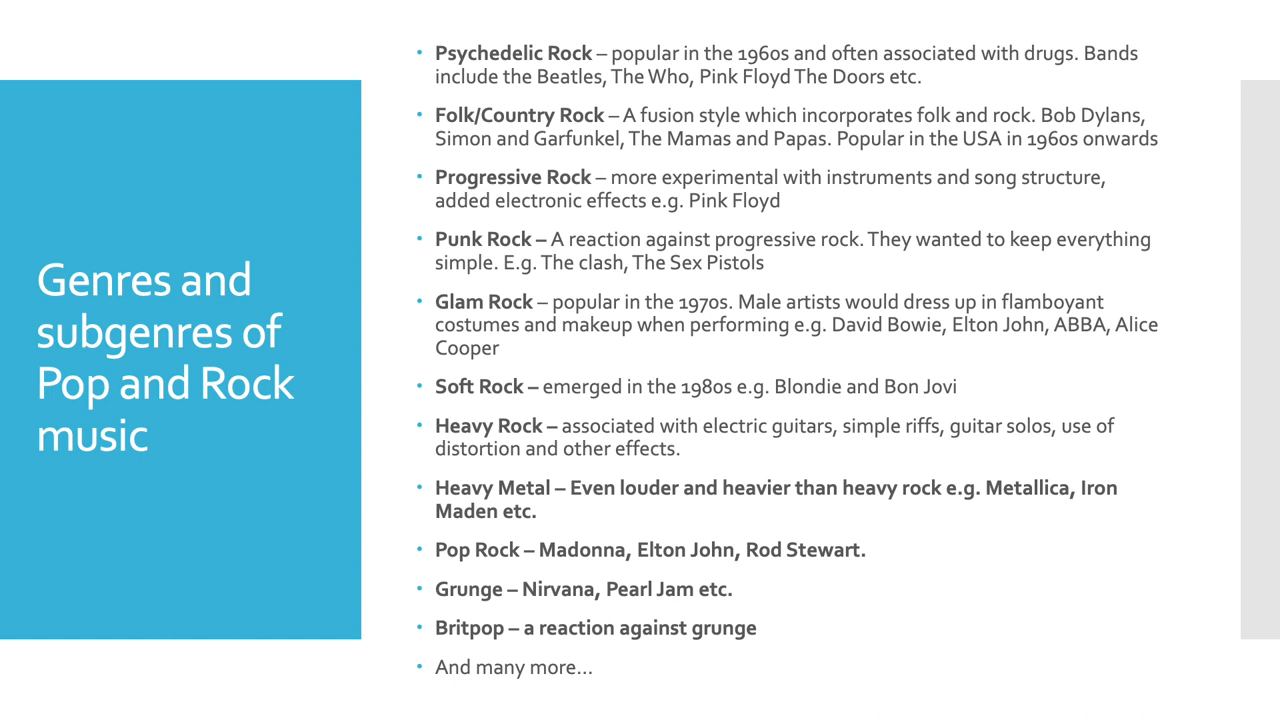 Genres and
subgenres of
Pop and Rock
music
• Psychedelic Rock – popular in the 1960s and often associated with drugs. Bands
include the Beatles, The Who, Pink Floyd The Doors etc.
• Folk/Country Rock – A fusion style which incorporates folk and rock. Bob Dylans,
Simon and Garfunkel, The Mamas and Papas. Popular in the USA in 1960s onwards
• Progressive Rock – more experimental with instruments and song structure,
added electronic effects e.g. Pink Floyd
• Punk Rock – A reaction against progressive rock. They wanted to keep everything
simple. E.g. The clash, The Sex Pistols
• Glam Rock – popular in the 1970s. Male artists would dress up in flamboyant
costumes and makeup when performing e.g. David Bowie, Elton John, ABBA, Alice
Cooper
• Soft Rock – emerged in the 1980s e.g. Blondie and Bon Jovi
• Heavy Rock – associated with electric guitars, simple riffs, guitar solos, use of
distortion and other effects.
• Heavy Metal – Even louder and heavier than heavy rock e.g. Metallica, Iron
Maden etc.
• Pop Rock – Madonna, Elton John, Rod Stewart.
• Grunge – Nirvana, Pearl Jam etc.
• Britpop – a reaction against grunge
• And many more...